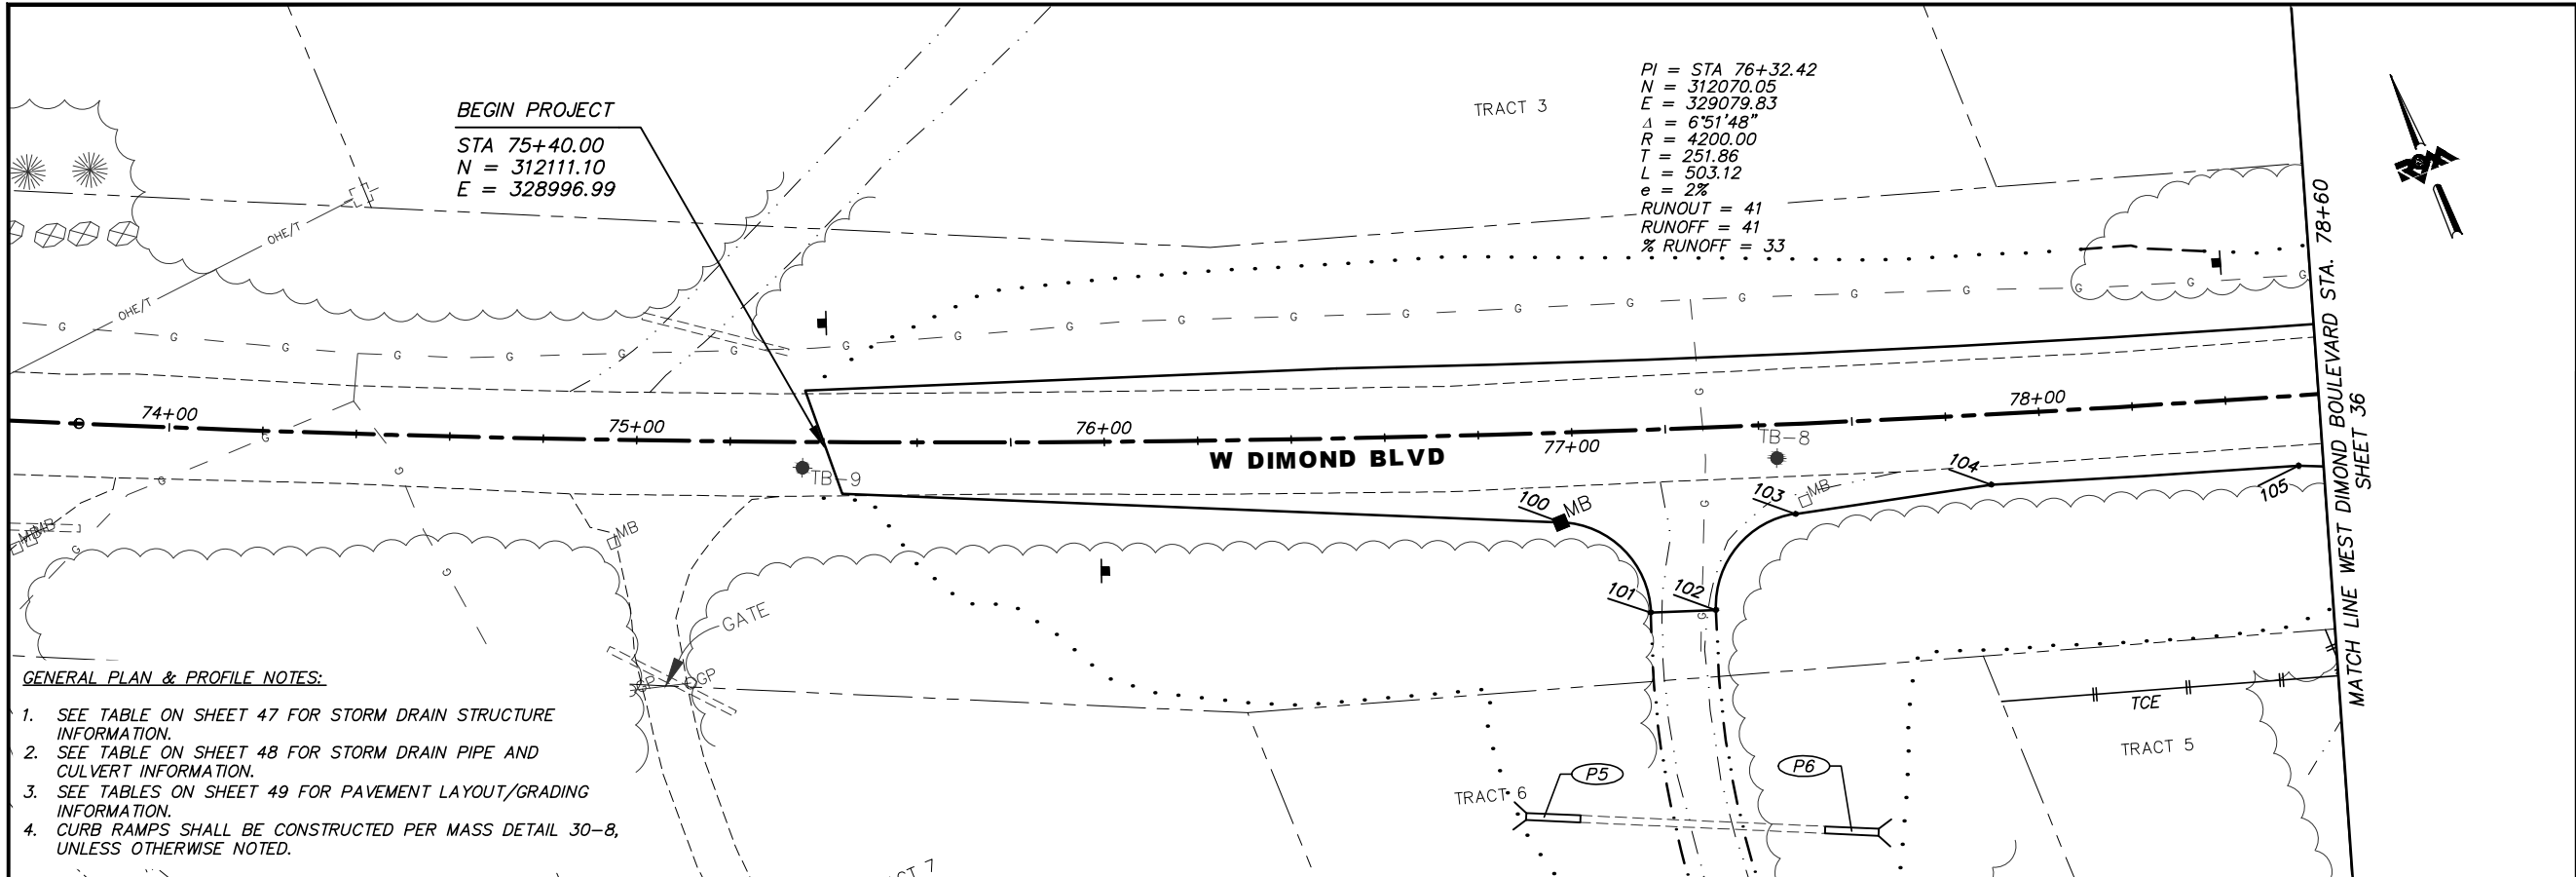 BEGIN PROJECT
STA 75+40.00
N = 312111.10
E = 328996.99
TRACT 3
PI = STA 76+32.42
N = 312070.05
E = 329079.83
Δ = 6°51'48"
R = 4200.00
T = 251.86
L = 503.12
e = 2%
RUNOUT = 41
RUNOFF = 41
% RUNOFF = 33
OHE/T
OHE/T
G G G G G G G G G G G G G G G G G G G G G
74+00
75+00
76+00
77+00
78+00
W DIMOND BLVD
TB-9
TB-8
MATCH LINE WEST DIMOND BOULEVARD STA. 78+60
SHEET 36
G
G
G
G
G
G
G
G
MB
MB
MB
MB
100
101
102
103
104
105
GATE
GP
GP
TCE
TRACT 5
TRACT 6
P5
P6
GENERAL PLAN & PROFILE NOTES:
1. SEE TABLE ON SHEET 47 FOR STORM DRAIN STRUCTURE
INFORMATION.
2. SEE TABLE ON SHEET 48 FOR STORM DRAIN PIPE AND
CULVERT INFORMATION.
3. SEE TABLES ON SHEET 49 FOR PAVEMENT LAYOUT/GRADING
INFORMATION.
4. CURB RAMPS SHALL BE CONSTRUCTED PER MASS DETAIL 30-8,
UNLESS OTHERWISE NOTED.
CT 7